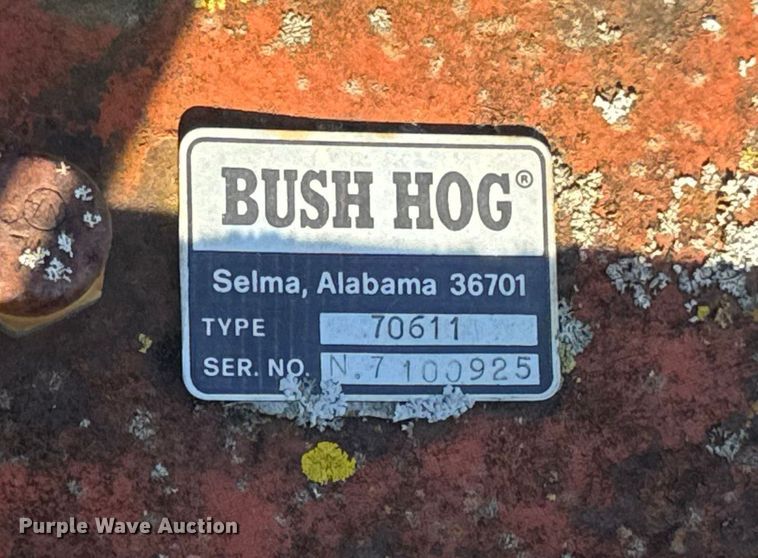 BUSH HOG®
Selma, Alabama 36701
TYPE 70611
SER. NO. N.7 100925
Purple Wave Auction